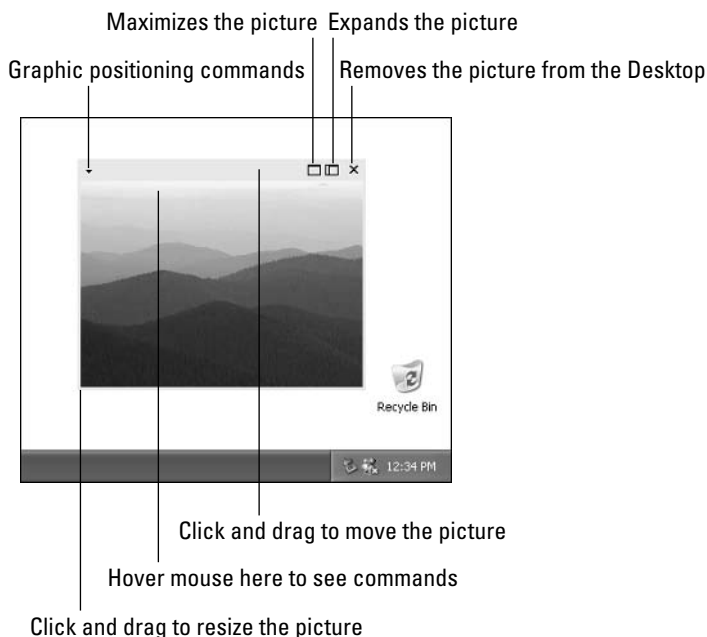 Maximizes the picture Expands the picture
Graphic positioning commands Removes the picture from the Desktop
Recycle Bin
12:34 PM
Click and drag to move the picture
Hover mouse here to see commands
Click and drag to resize the picture